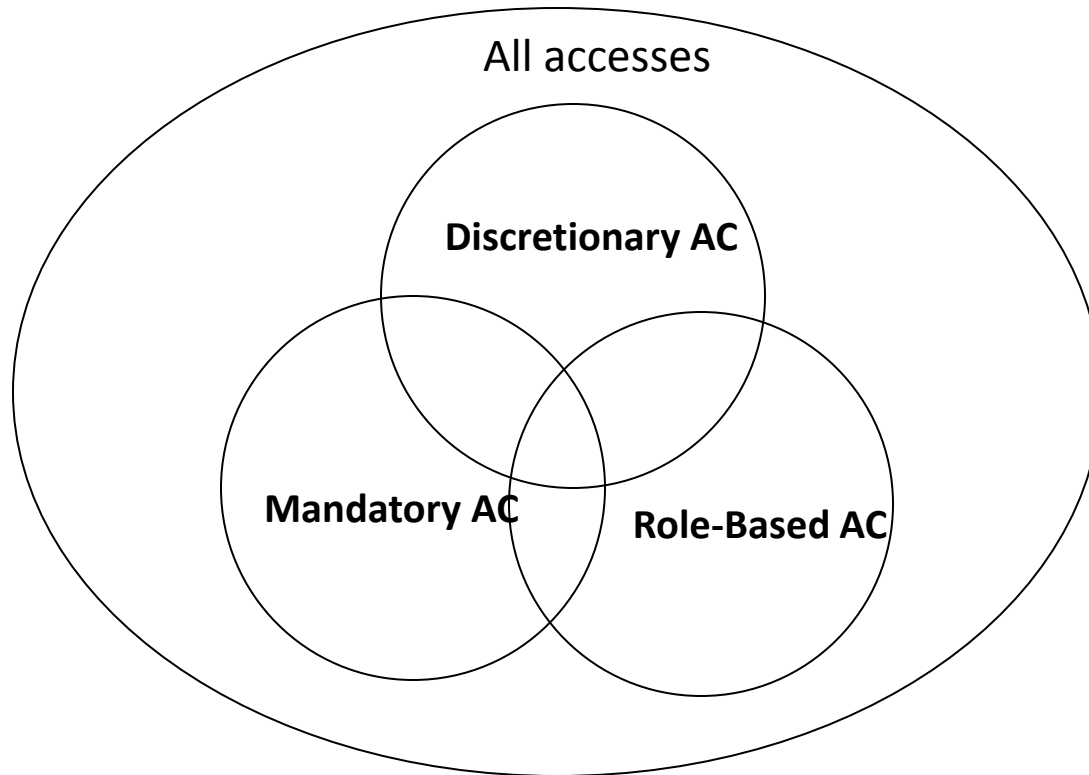 All accesses
Discretionary AC
Mandatory AC
Role-Based AC